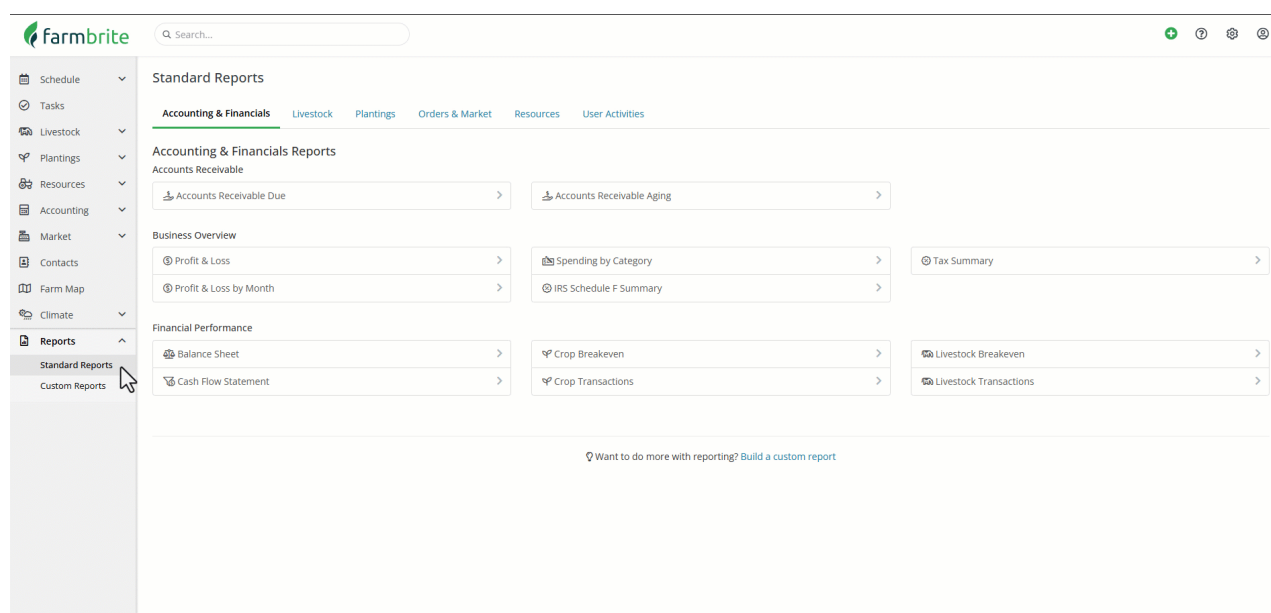 farmbrite
Search...
Schedule
Tasks
Livestock
Plantings
Resources
Accounting
Market
Contacts
Farm Map
Climate
Reports
Standard Reports
Custom Reports
Standard Reports
Accounting & Financials Livestock Plantings Orders & Market Resources User Activities
Accounting & Financials Reports
Accounts Receivable
Accounts Receivable Due Accounts Receivable Aging
Business Overview
Profit & Loss Spending by Category Tax Summary
Profit & Loss by Month IRS Schedule F Summary
Financial Performance
Balance Sheet Crop Breakeven Livestock Breakeven
Cash Flow Statement Crop Transactions Livestock Transactions
Want to do more with reporting? Build a custom report